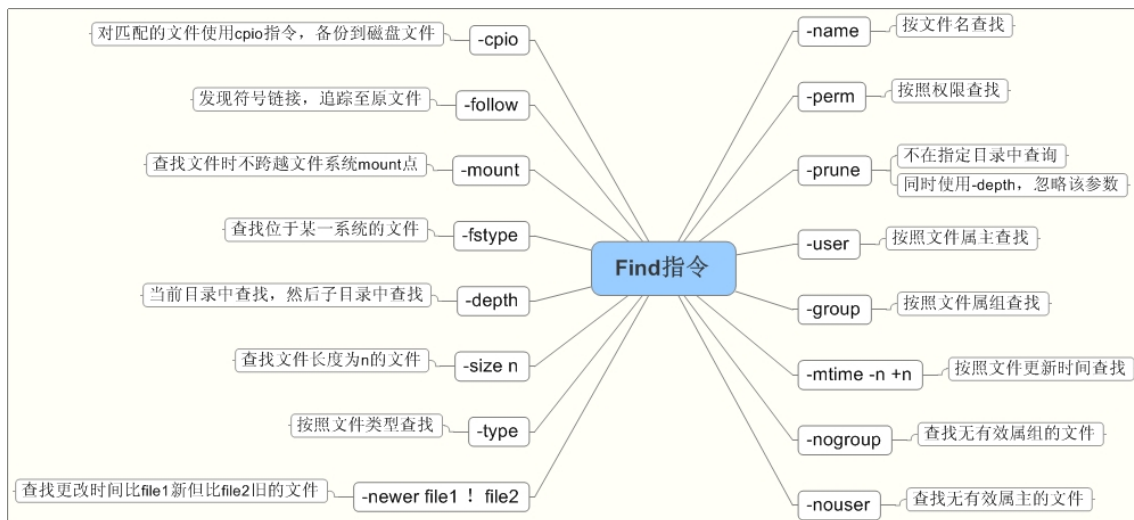 Find指令
-cpio
对匹配的文件使用cpio指令，备份到磁盘文件
-follow
发现符号链接，追踪至原文件
-mount
查找文件时不跨越文件系统mount点
-fstype
查找位于某一系统的文件
-depth
当前目录中查找，然后子目录中查找
-size n
查找文件长度为n的文件
-type
按照文件类型查找
-newer file1 ！ file2
查找更改时间比file1新但比file2旧的文件
-name
按文件名查找
-perm
按照权限查找
-prune
不在指定目录中查询
同时使用-depth，忽略该参数
-user
按照文件属主查找
-group
按照文件属组查找
-mtime -n +n
按照文件更新时间查找
-nogroup
查找无有效属组的文件
-nouser
查找无有效属主的文件